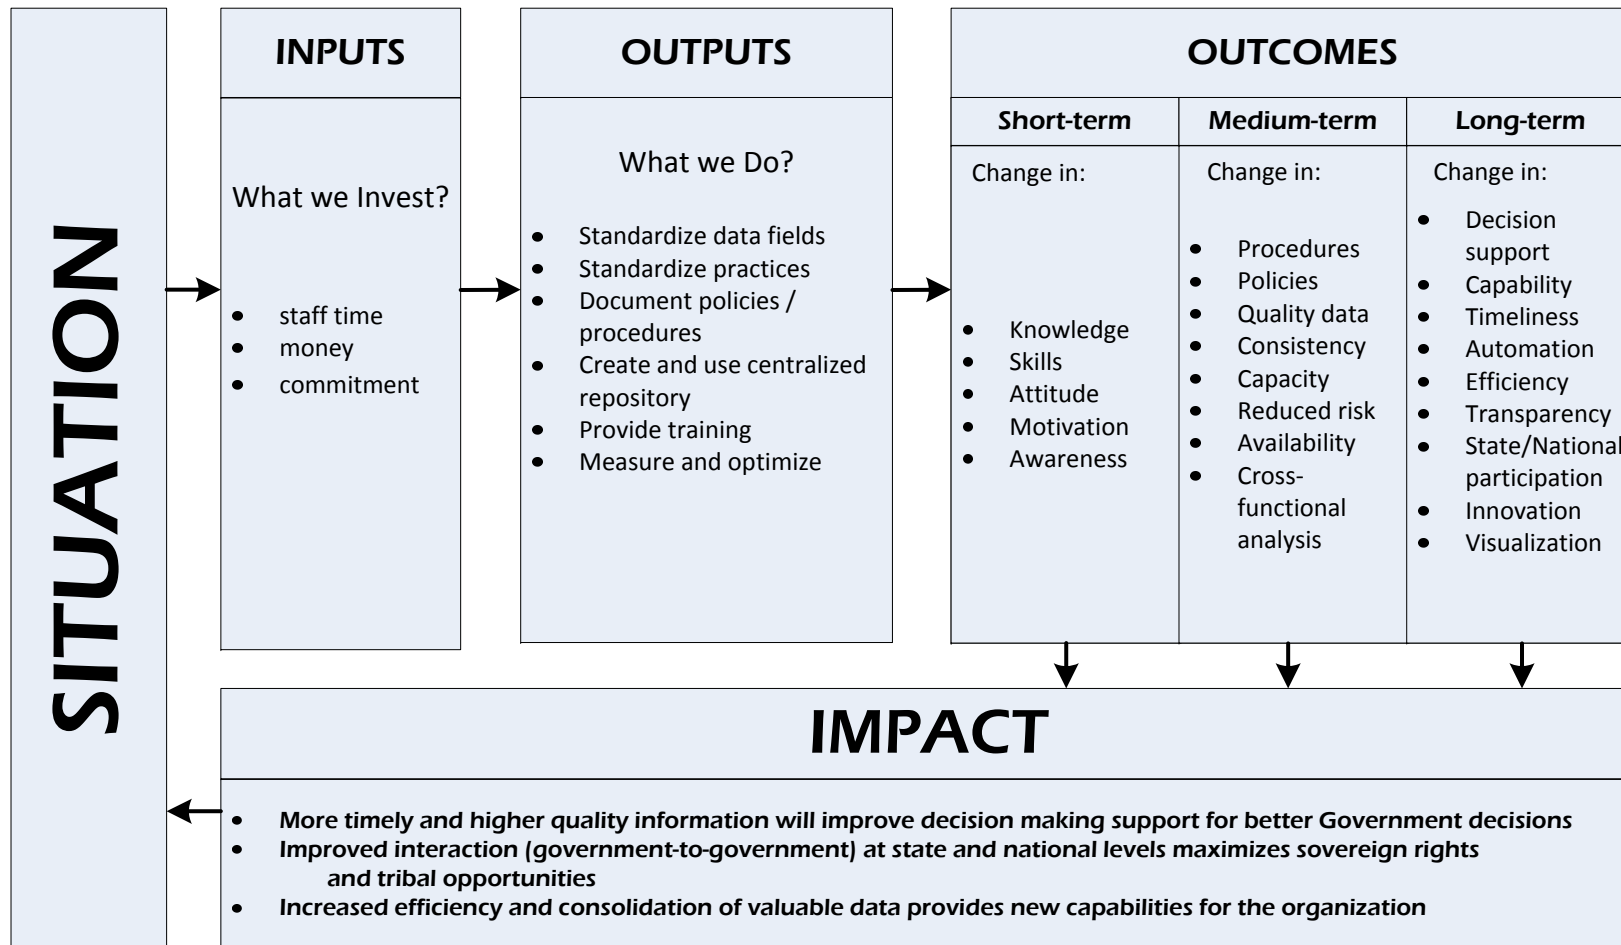 SITUATION
INPUTS
What we Invest?
• staff time
• money
• commitment
OUTPUTS
What we Do?
• Standardize data fields
• Standardize practices
• Document policies /
procedures
• Create and use centralized
repository
• Provide training
• Measure and optimize
OUTCOMES
Short-term
Change in:
• Knowledge
• Skills
• Attitude
• Motivation
• Awareness
Medium-term
Change in:
• Procedures
• Policies
• Quality data
• Consistency
• Capacity
• Reduced risk
• Availability
• Cross-
functional
analysis
Long-term
Change in:
• Decision
support
• Capability
• Timeliness
• Automation
• Efficiency
• Transparency
• State/National
participation
• Innovation
• Visualization
IMPACT
• More timely and higher quality information will improve decision making support for better Government decisions
• Improved interaction (government-to-government) at state and national levels maximizes sovereign rights
and tribal opportunities
• Increased efficiency and consolidation of valuable data provides new capabilities for the organization